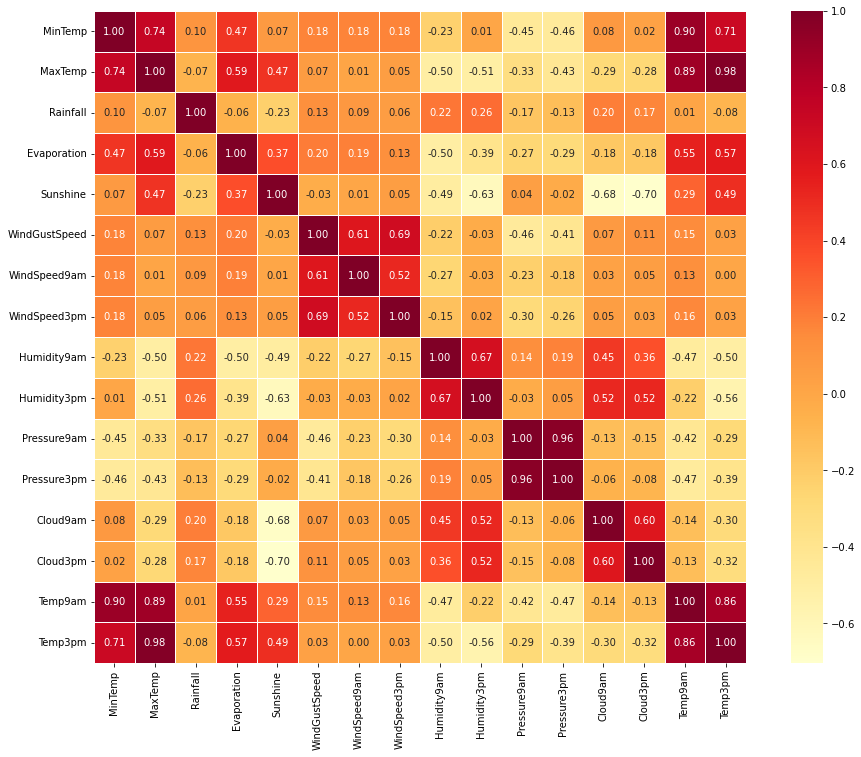 MinTemp 1.00 0.74 0.10 0.47 0.07 0.18 0.18 0.18 -0.23 0.01 -0.45 -0.46 0.08 0.02 0.90 0.71
MaxTemp 0.74 1.00 -0.07 0.59 0.47 0.07 0.01 0.05 -0.50 -0.51 -0.33 -0.43 -0.29 -0.28 0.89 0.98
Rainfall 0.10 -0.07 1.00 -0.06 -0.23 0.13 0.09 0.06 0.22 0.26 -0.17 -0.13 0.20 0.17 0.01 -0.08
Evaporation 0.47 0.59 -0.06 1.00 0.37 0.20 0.19 0.13 -0.50 -0.39 -0.27 -0.29 -0.18 -0.18 0.55 0.57
Sunshine 0.07 0.47 -0.23 0.37 1.00 -0.03 0.01 0.05 -0.49 -0.63 0.04 -0.02 -0.68 -0.70 0.29 0.49
WindGustSpeed 0.18 0.07 0.13 0.20 -0.03 1.00 0.61 0.69 -0.22 -0.03 -0.46 -0.41 0.07 0.11 0.15 0.03
WindSpeed9am 0.18 0.01 0.09 0.19 0.01 0.61 1.00 0.52 -0.27 -0.03 -0.23 -0.18 0.03 0.05 0.13 0.00
WindSpeed3pm 0.18 0.05 0.06 0.13 0.05 0.69 0.52 1.00 -0.15 0.02 -0.30 -0.26 0.05 0.03 0.16 0.03
Humidity9am -0.23 -0.50 0.22 -0.50 -0.49 -0.22 -0.27 -0.15 1.00 0.67 0.14 0.19 0.45 0.36 -0.47 -0.50
Humidity3pm 0.01 -0.51 0.26 -0.39 -0.63 -0.03 -0.03 0.02 0.67 1.00 -0.03 0.05 0.52 0.52 -0.22 -0.56
Pressure9am -0.45 -0.33 -0.17 -0.27 0.04 -0.46 -0.23 -0.30 0.14 -0.03 1.00 0.96 -0.13 -0.15 -0.42 -0.29
Pressure3pm -0.46 -0.43 -0.13 -0.29 -0.02 -0.41 -0.18 -0.26 0.19 0.05 0.96 1.00 -0.06 -0.08 -0.47 -0.39
Cloud9am 0.08 -0.29 0.20 -0.18 -0.68 0.07 0.03 0.05 0.45 0.52 -0.13 -0.06 1.00 0.60 -0.14 -0.30
Cloud3pm 0.02 -0.28 0.17 -0.18 -0.70 0.11 0.05 0.03 0.36 0.52 -0.15 -0.08 0.60 1.00 -0.13 -0.32
Temp9am 0.90 0.89 0.01 0.55 0.29 0.15 0.13 0.16 -0.47 -0.22 -0.42 -0.47 -0.14 -0.13 1.00 0.86
Temp3pm 0.71 0.98 -0.08 0.57 0.49 0.03 0.00 0.03 -0.50 -0.56 -0.29 -0.39 -0.30 -0.32 0.86 1.00
MinTemp MaxTemp Rainfall Evaporation Sunshine WindGustSpeed WindSpeed9am WindSpeed3pm Humidity9am Humidity3pm Pressure9am Pressure3pm Cloud9am Cloud3pm Temp9am Temp3pm
1.0
0.8
0.6
0.4
0.2
0.0
−0.2
−0.4
−0.6